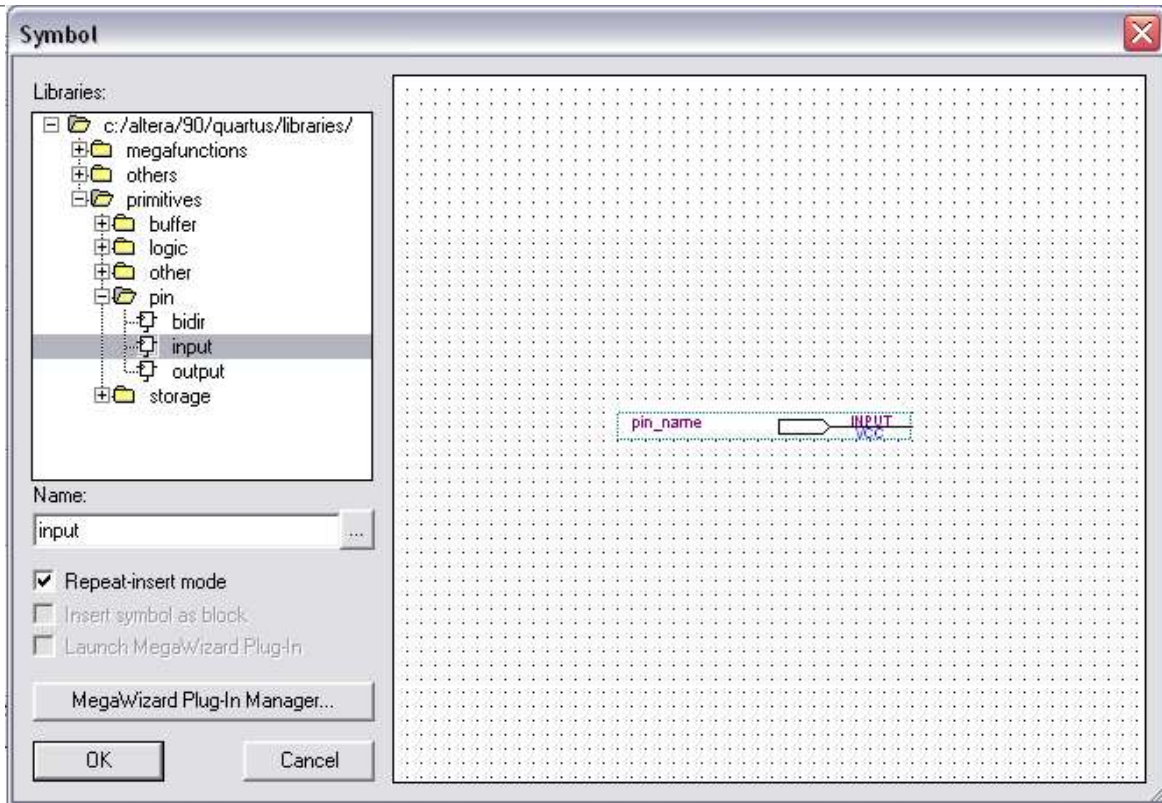 Symbol
Libraries:
c:/altera/90/quartus/libraries/
megafunctions
others
primitives
buffer
logic
other
pin
bidir
input
output
storage
Name:
input
...
Repeat-insert mode
Insert symbol as block
Launch MegaWizard Plug-In
MegaWizard Plug-In Manager...
OK
Cancel
pin_name
INPUT
VCC